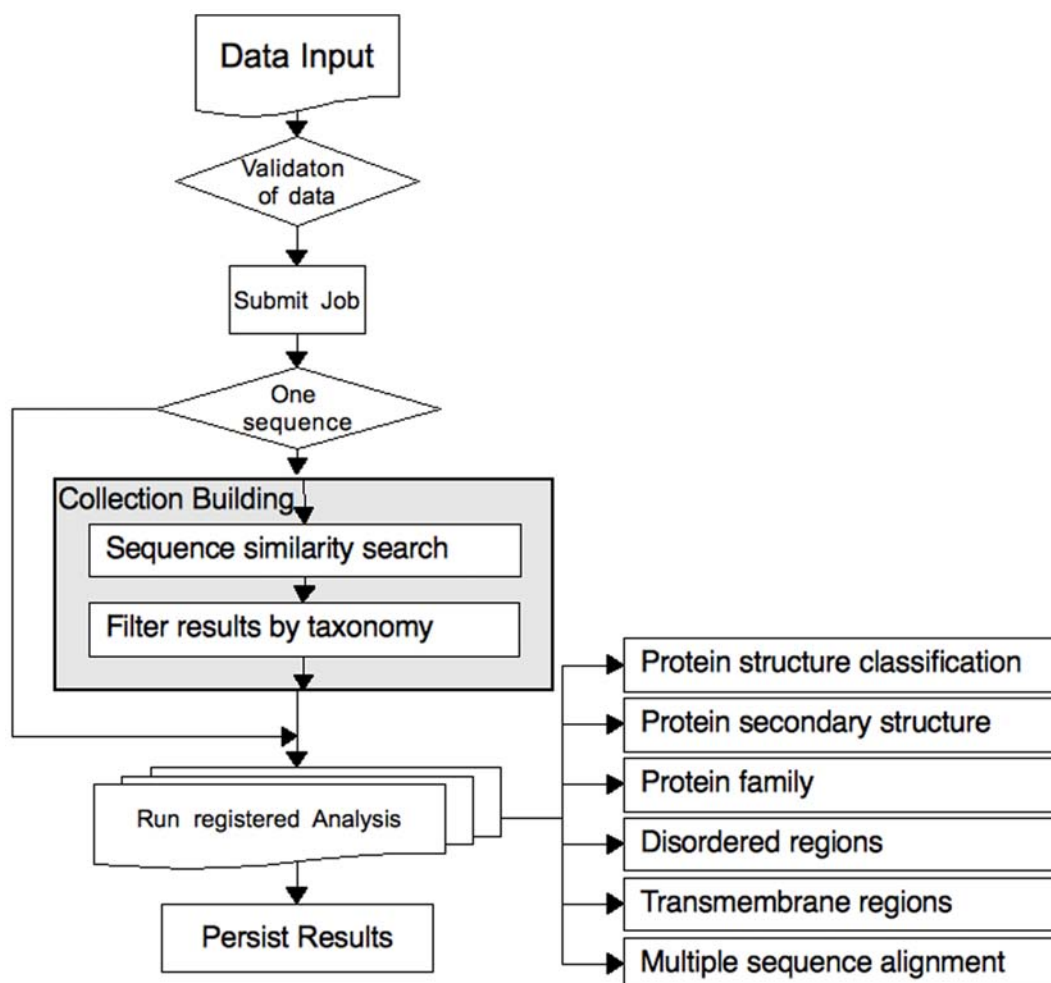 Data Input
Validaton
of data
Submit Job
One
sequence
Collection Building
Sequence similarity search
Filter results by taxonomy
Run registered Analysis
Persist Results
Protein structure classification
Protein secondary structure
Protein family
Disordered regions
Transmembrane regions
Multiple sequence alignment